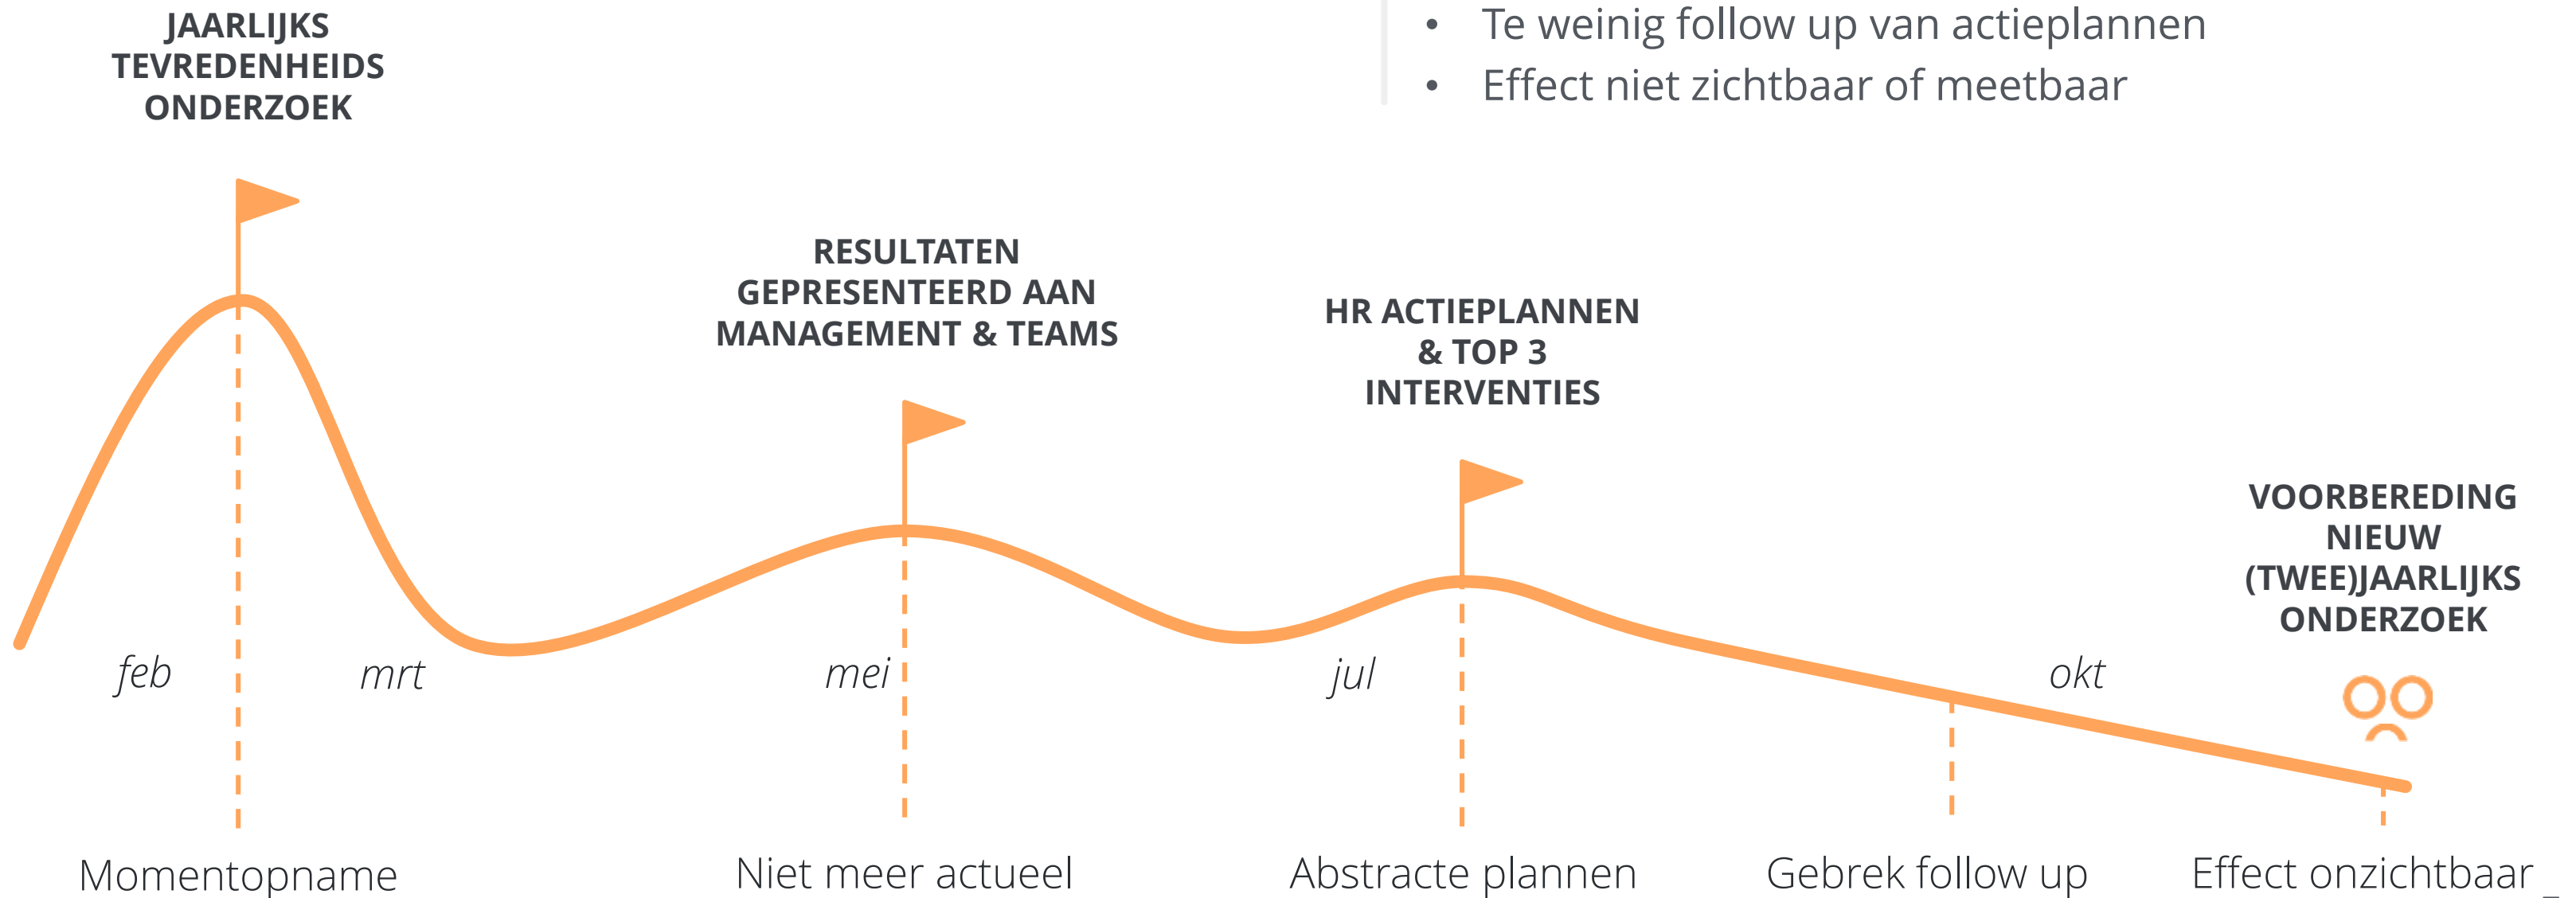 JAARLIJKS
TEVREDENHEIDS
ONDERZOEK
• Te weinig follow up van actieplannen
• Effect niet zichtbaar of meetbaar
RESULTATEN
GEPRESENTEERD AAN
MANAGEMENT & TEAMS
HR ACTIEPLANNEN
& TOP 3
INTERVENTIES
VOORBEREDING
NIEUW
(TWEE)JAARLIJKS
ONDERZOEK
feb
mrt
mei
jul
okt
Momentopname
Niet meer actueel
Abstracte plannen
Gebrek follow up
Effect onzichtbaar